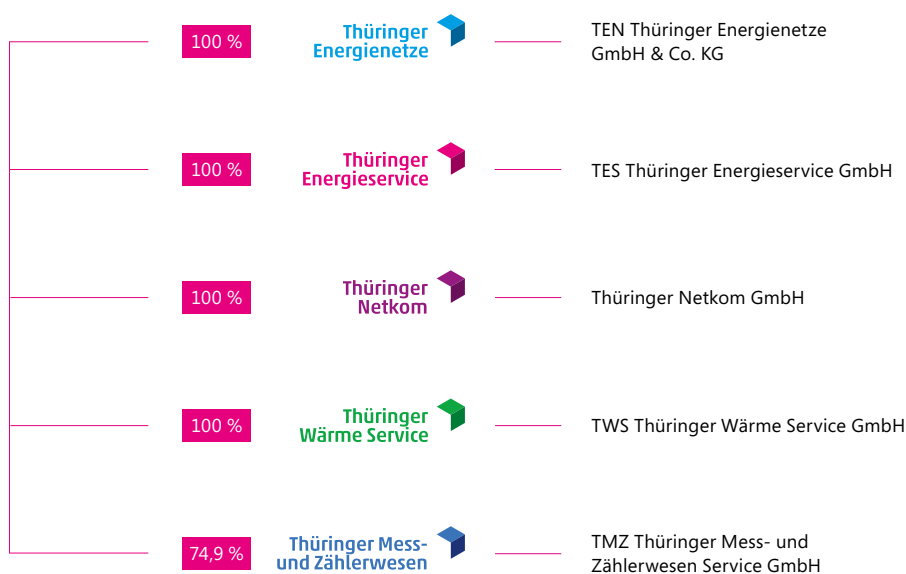 100 %
Thüringer
Energienetze
TEN Thüringer Energienetze
GmbH & Co. KG
100 %
Thüringer
Energieservice
TES Thüringer Energieservice GmbH
100 %
Thüringer
Netkom
Thüringer Netkom GmbH
100 %
Thüringer
Wärme Service
TWS Thüringer Wärme Service GmbH
74,9 %
Thüringer Mess-
und Zählerwesen
TMZ Thüringer Mess- und
Zählerwesen Service GmbH